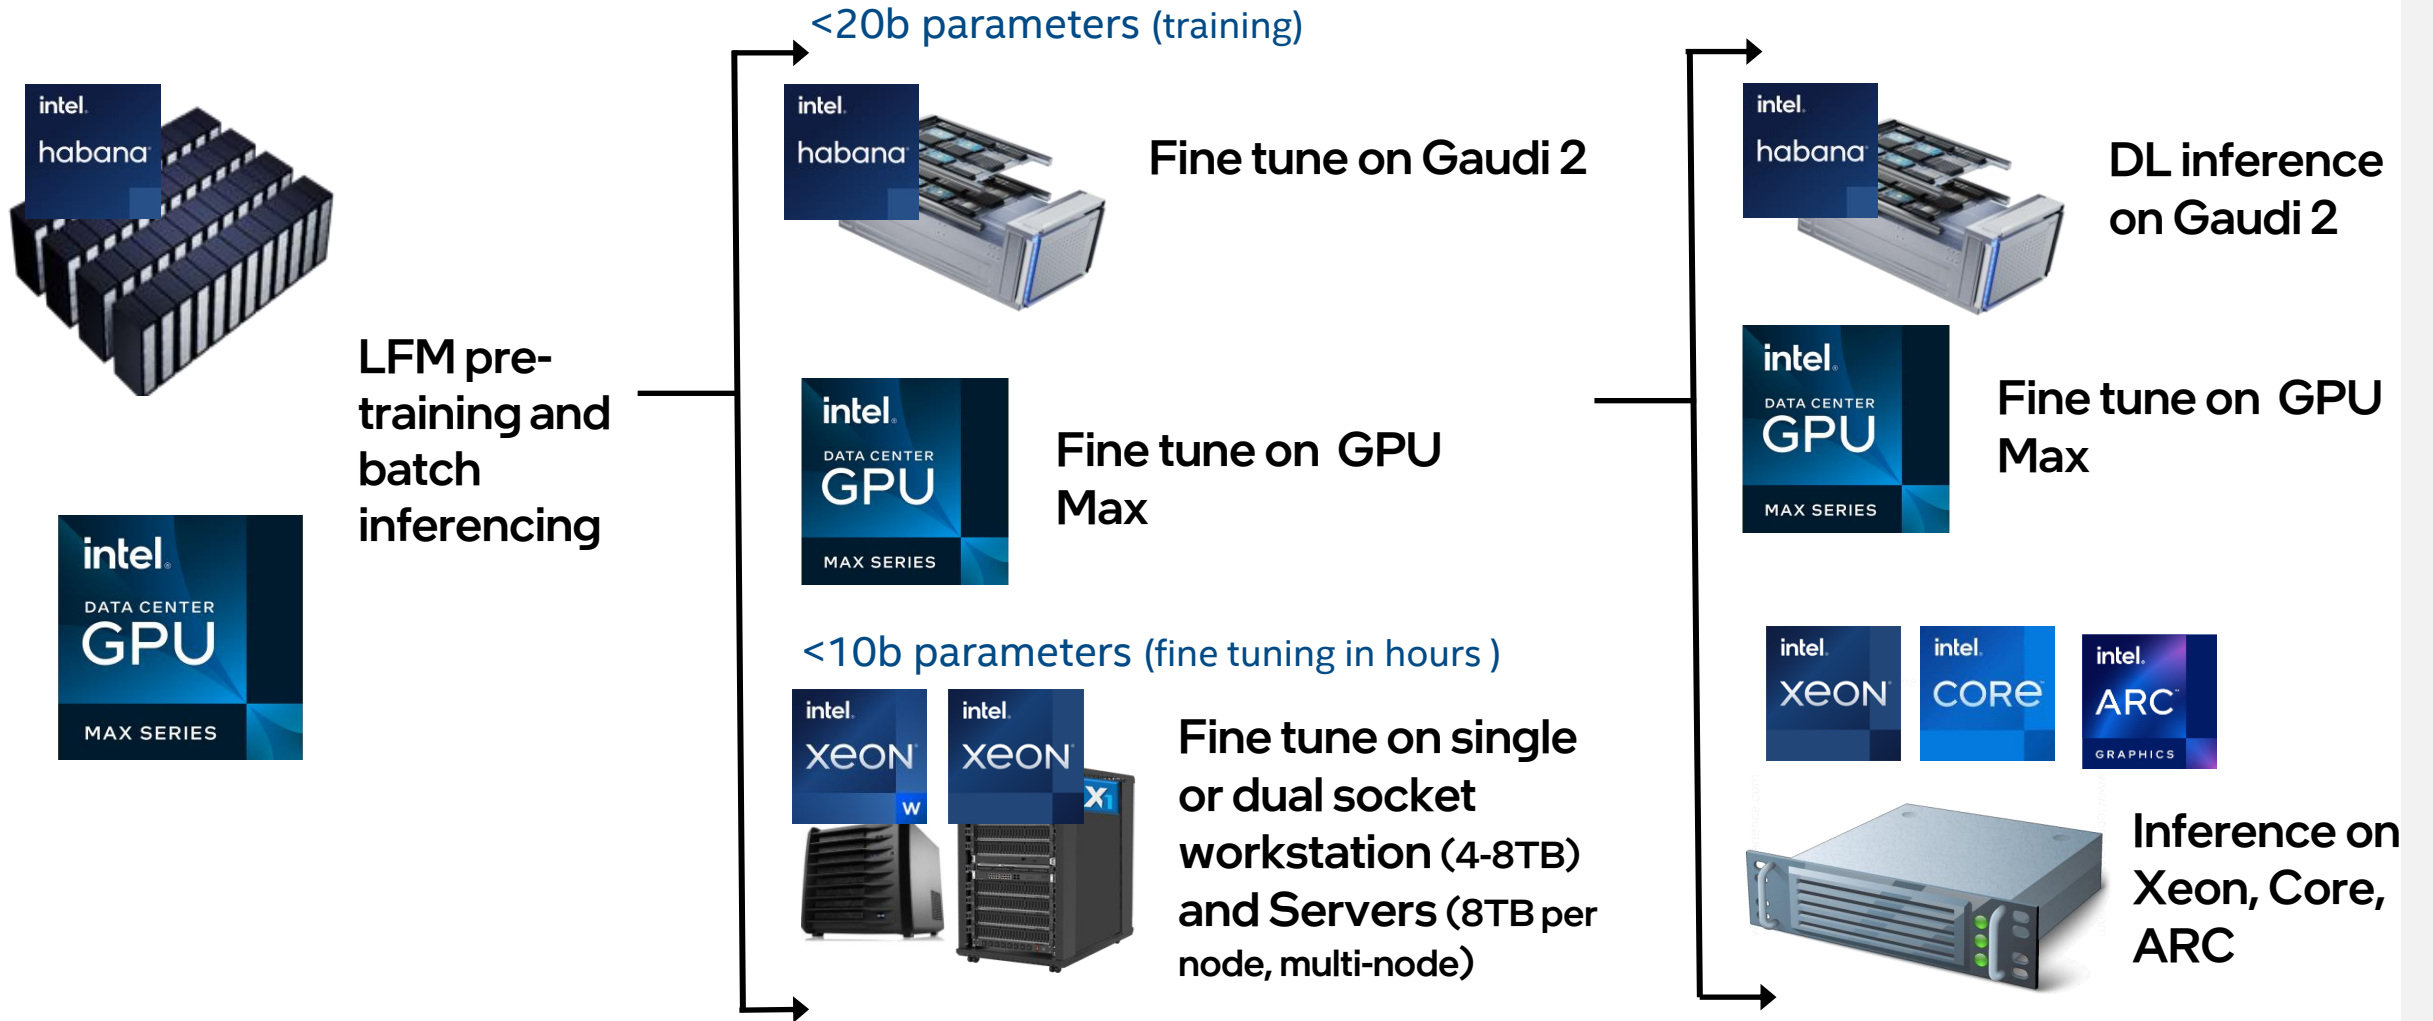 intel.
habana
LFM pre-
training and
batch
inferencing
intel.
DATA CENTER
GPU
MAX SERIES
<20b parameters (training)
intel.
habana
Fine tune on Gaudi 2
intel.
DATA CENTER
GPU
MAX SERIES
Fine tune on GPU
Max
<10b parameters (fine tuning in hours )
intel.
xeon
W
intel.
xeon
X1
Fine tune on single
or dual socket
workstation (4-8TB)
and Servers (8TB per
node, multi-node)
intel.
habana
DL inference
on Gaudi 2
intel.
DATA CENTER
GPU
MAX SERIES
Fine tune on GPU
Max
intel.
xeon
intel.
CORe
intel.
ARC
GRAPHICS
Inference on
Xeon, Core,
ARC